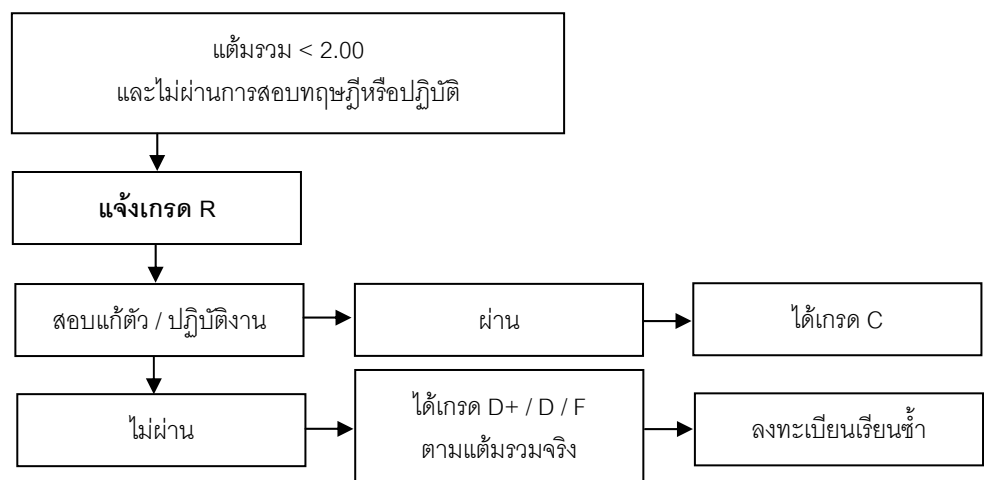 แต้มรวม < 2.00
และไม่ผ่านการสอบทฤษฎีหรือปฏิบัติ
แจ้งเกรด R
สอบแก้ตัว / ปฏิบัติงาน
ผ่าน
ได้เกรด C
ไม่ผ่าน
ได้เกรด D+ / D / F
ตามแต้มรวมจริง
ลงทะเบียนเรียนซ้ำ